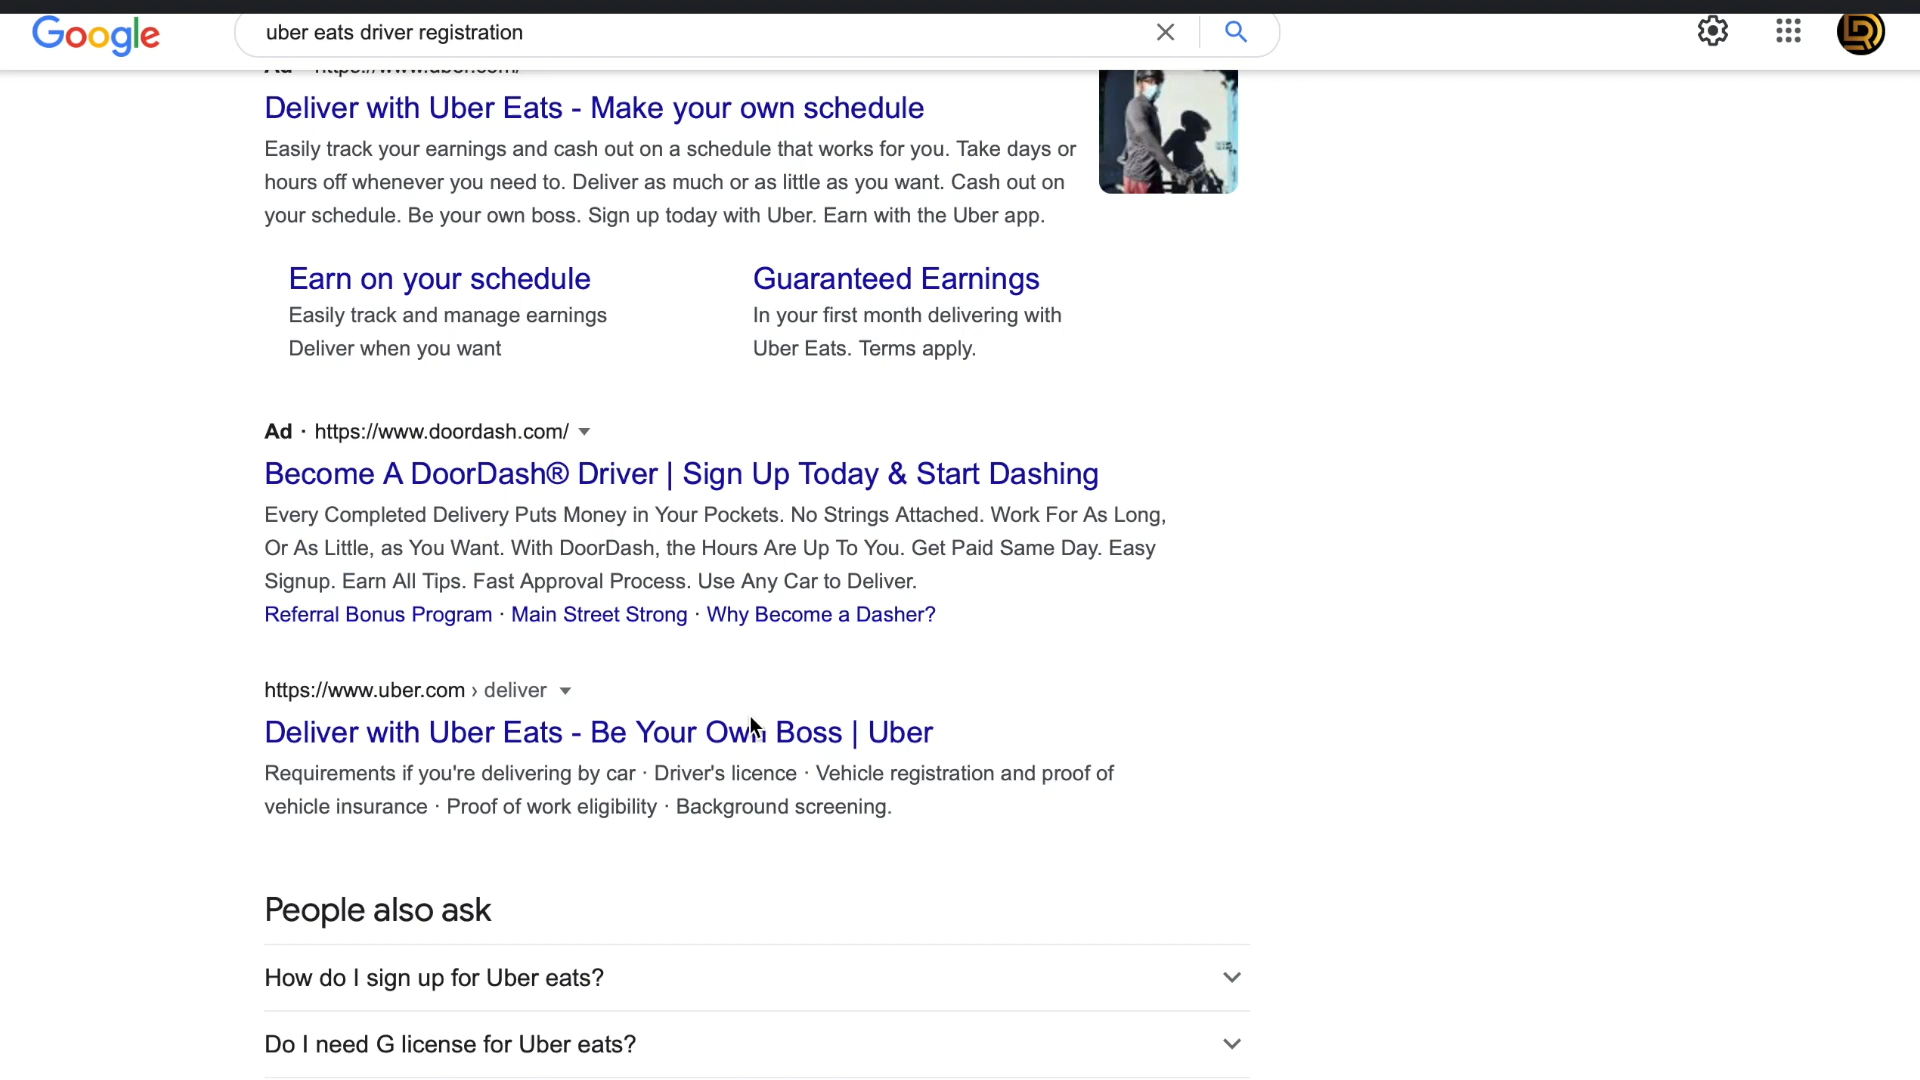 Google
uber eats driver registration
Ad · https://www.uber.com/
Deliver with Uber Eats - Make your own schedule
Easily track your earnings and cash out on a schedule that works for you. Take days or
hours off whenever you need to. Deliver as much or as little as you want. Cash out on
your schedule. Be your own boss. Sign up today with Uber. Earn with the Uber app.
Earn on your schedule
Easily track and manage earnings
Deliver when you want
Guaranteed Earnings
In your first month delivering with
Uber Eats. Terms apply.
Ad · https://www.doordash.com/
Become A DoorDash® Driver | Sign Up Today & Start Dashing
Every Completed Delivery Puts Money in Your Pockets. No Strings Attached. Work For As Long,
Or As Little, as You Want. With DoorDash, the Hours Are Up To You. Get Paid Same Day. Easy
Signup. Earn All Tips. Fast Approval Process. Use Any Car to Deliver.
Referral Bonus Program · Main Street Strong · Why Become a Dasher?
https://www.uber.com › deliver
Deliver with Uber Eats - Be Your Own Boss | Uber
Requirements if you're delivering by car · Driver's licence · Vehicle registration and proof of
vehicle insurance · Proof of work eligibility · Background screening.
People also ask
How do I sign up for Uber eats?
Do I need G license for Uber eats?